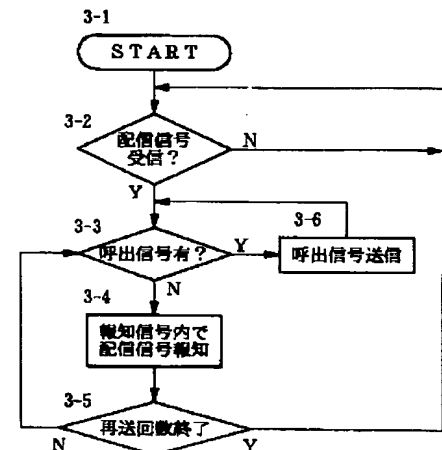 3-1
START
3-2
配信信号
受信？
N
Y
3-3
3-6
呼出信号有？
Y
呼出信号送信
N
3-4
報知信号内で
配信信号報知
3-5
再送回数終了
N
Y